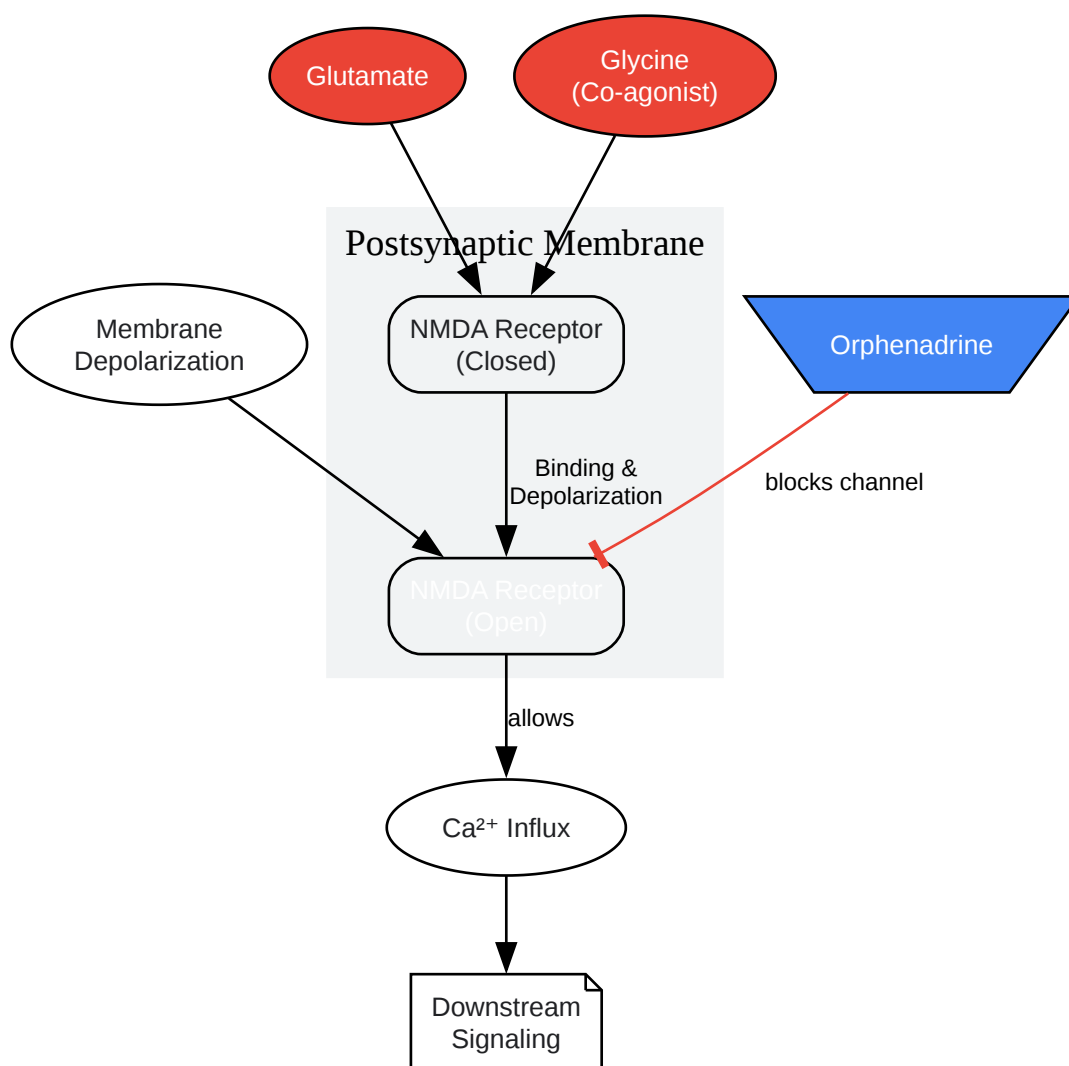 Glutamate
Glycine
(Co-agonist)
Postsynaptic Membrane
Membrane
Depolarization
NMDA Receptor
(Closed)
Orphenadrine
Binding &
Depolarization
blocks channel
NMDA Receptor
(Open)
allows
Ca²⁺ Influx
Downstream
Signaling